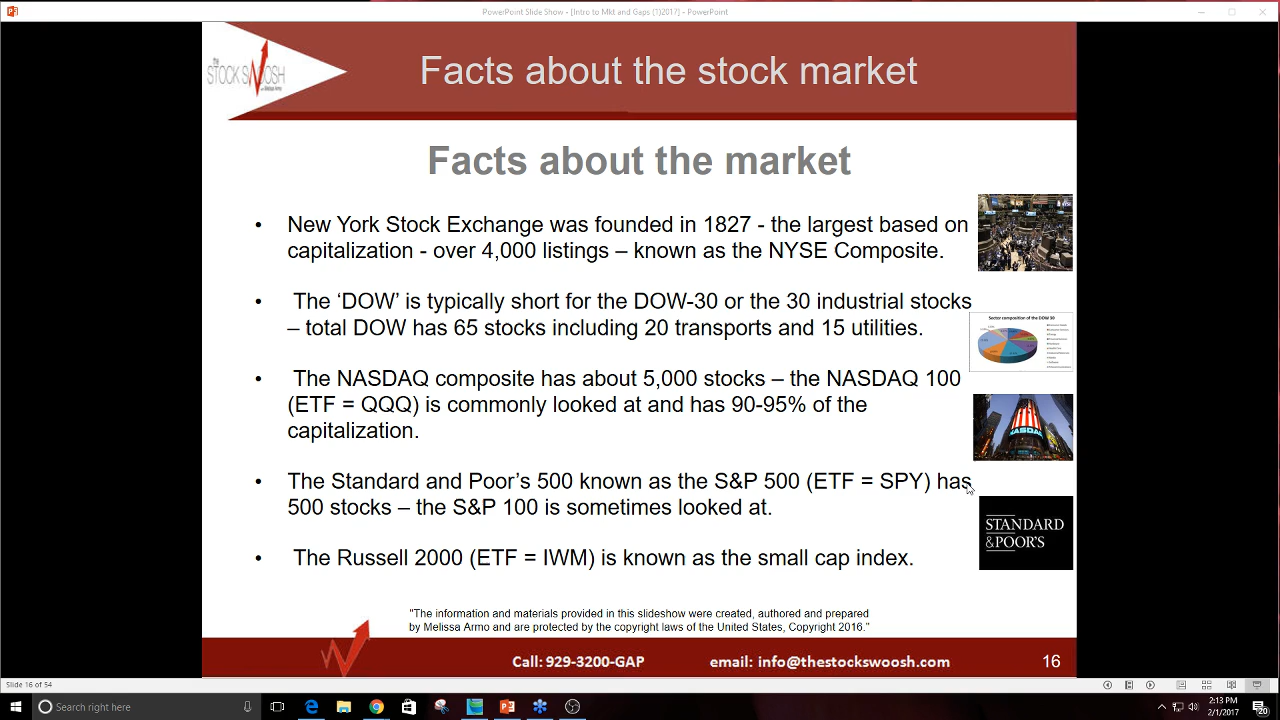 PowerPoint Slide Show - [Intro to Mkt and Gaps (1)2017] - PowerPoint
The
STOCK SWOOSH
with Melissa Armo
Facts about the stock market
Facts about the market
• New York Stock Exchange was founded in 1827 - the largest based on
capitalization - over 4,000 listings – known as the NYSE Composite.
• The ‘DOW’ is typically short for the DOW-30 or the 30 industrial stocks
– total DOW has 65 stocks including 20 transports and 15 utilities.
Sector composition of the DOW 30
• The NASDAQ composite has about 5,000 stocks – the NASDAQ 100
(ETF = QQQ) is commonly looked at and has 90-95% of the
capitalization.
NASDAQ
• The Standard and Poor’s 500 known as the S&P 500 (ETF = SPY) has
500 stocks – the S&P 100 is sometimes looked at.
STANDARD
&POOR'S
• The Russell 2000 (ETF = IWM) is known as the small cap index.
"The information and materials provided in this slideshow were created, authored and prepared
by Melissa Armo and are protected by the copyright laws of the United States, Copyright 2016."
Call: 929-3200-GAP email: info@thestockswoosh.com 16
Slide 16 of 54
Search right here
2:13 PM
2/1/2017
20